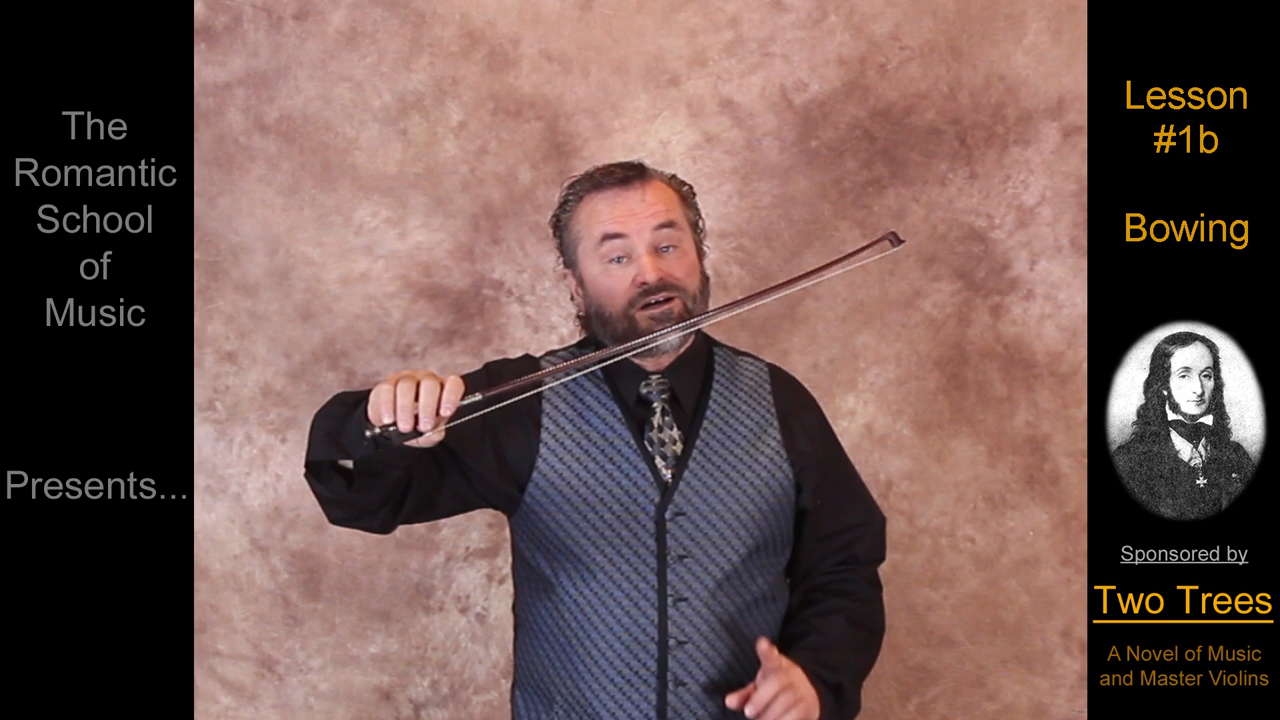 The
Romantic
School
of
Music
Presents...
Lesson
#1b
Bowing
Sponsored by
Two Trees
A Novel of Music
and Master Violins